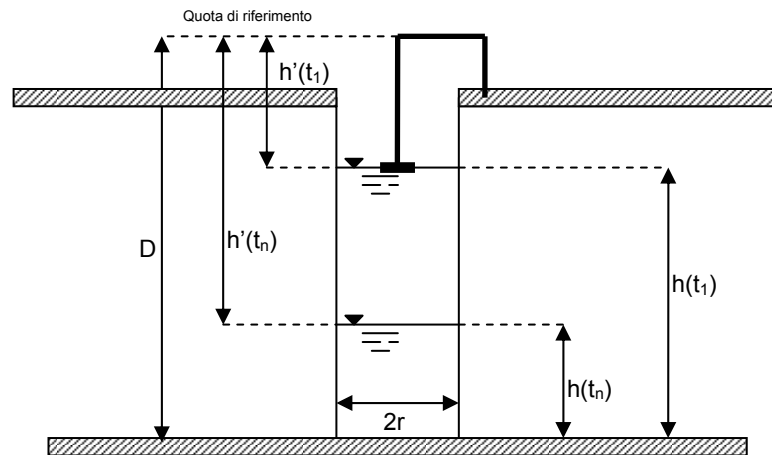 Quota di riferimento
h’(t₁)
h’(tₙ)
D
h(t₁)
h(tₙ)
2r